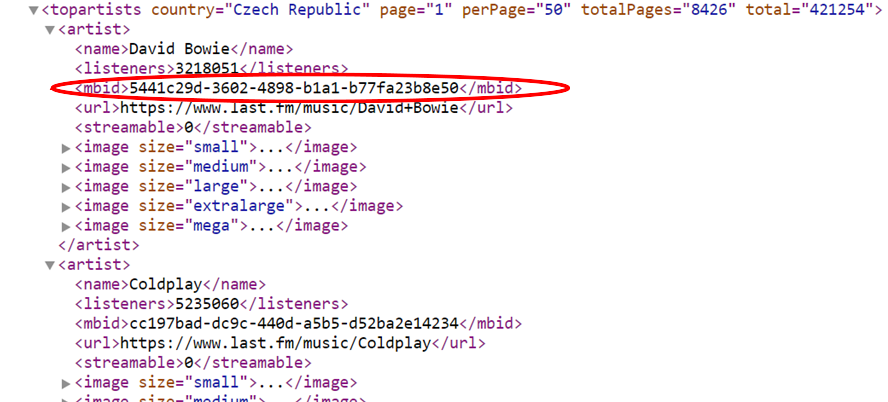 <topartists country="Czech Republic" page="1" perPage="50" totalPages="8426" total="421254">
<artist>
<name>David Bowie</name>
<listeners>3218051</listeners>
<mbid>5441c29d-3602-4898-b1a1-b77fa23b8e50</mbid>
<url>https://www.last.fm/music/David+Bowie</url>
<streamable>0</streamable>
<image size="small">...</image>
<image size="medium">...</image>
<image size="large">...</image>
<image size="extralarge">...</image>
<image size="mega">...</image>
</artist>
<artist>
<name>Coldplay</name>
<listeners>5235060</listeners>
<mbid>cc197bad-dc9c-440d-a5b5-d52ba2e14234</mbid>
<url>https://www.last.fm/music/Coldplay</url>
<streamable>0</streamable>
<image size="small">...</image>
<image size="medium">...</image>